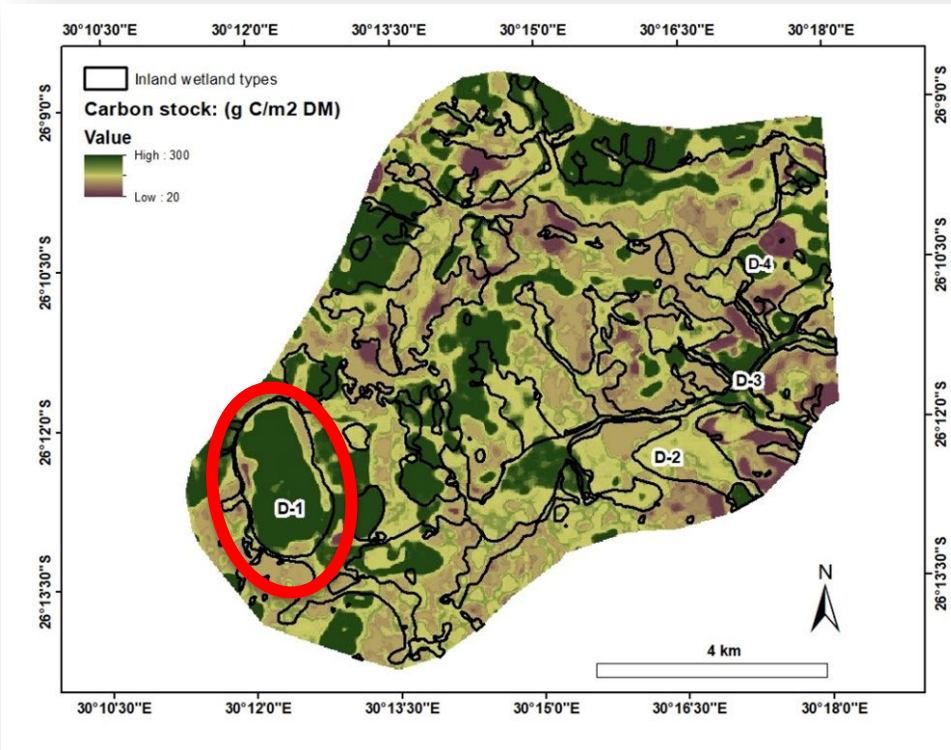 30°10'30"E 30°12'0"E 30°13'30"E 30°15'0"E 30°16'30"E 30°18'0"E
Inland wetland types
Carbon stock: (g C/m2 DM)
Value
High : 300
Low : 20
26°9'0"S 26°9'0"S
26°10'30"S 26°10'30"S
D-4
D-3
26°12'0"S 26°12'0"S
D-2
D-1
26°13'30"S 26°13'30"S
N
4 km
30°10'30"E 30°12'0"E 30°13'30"E 30°15'0"E 30°16'30"E 30°18'0"E